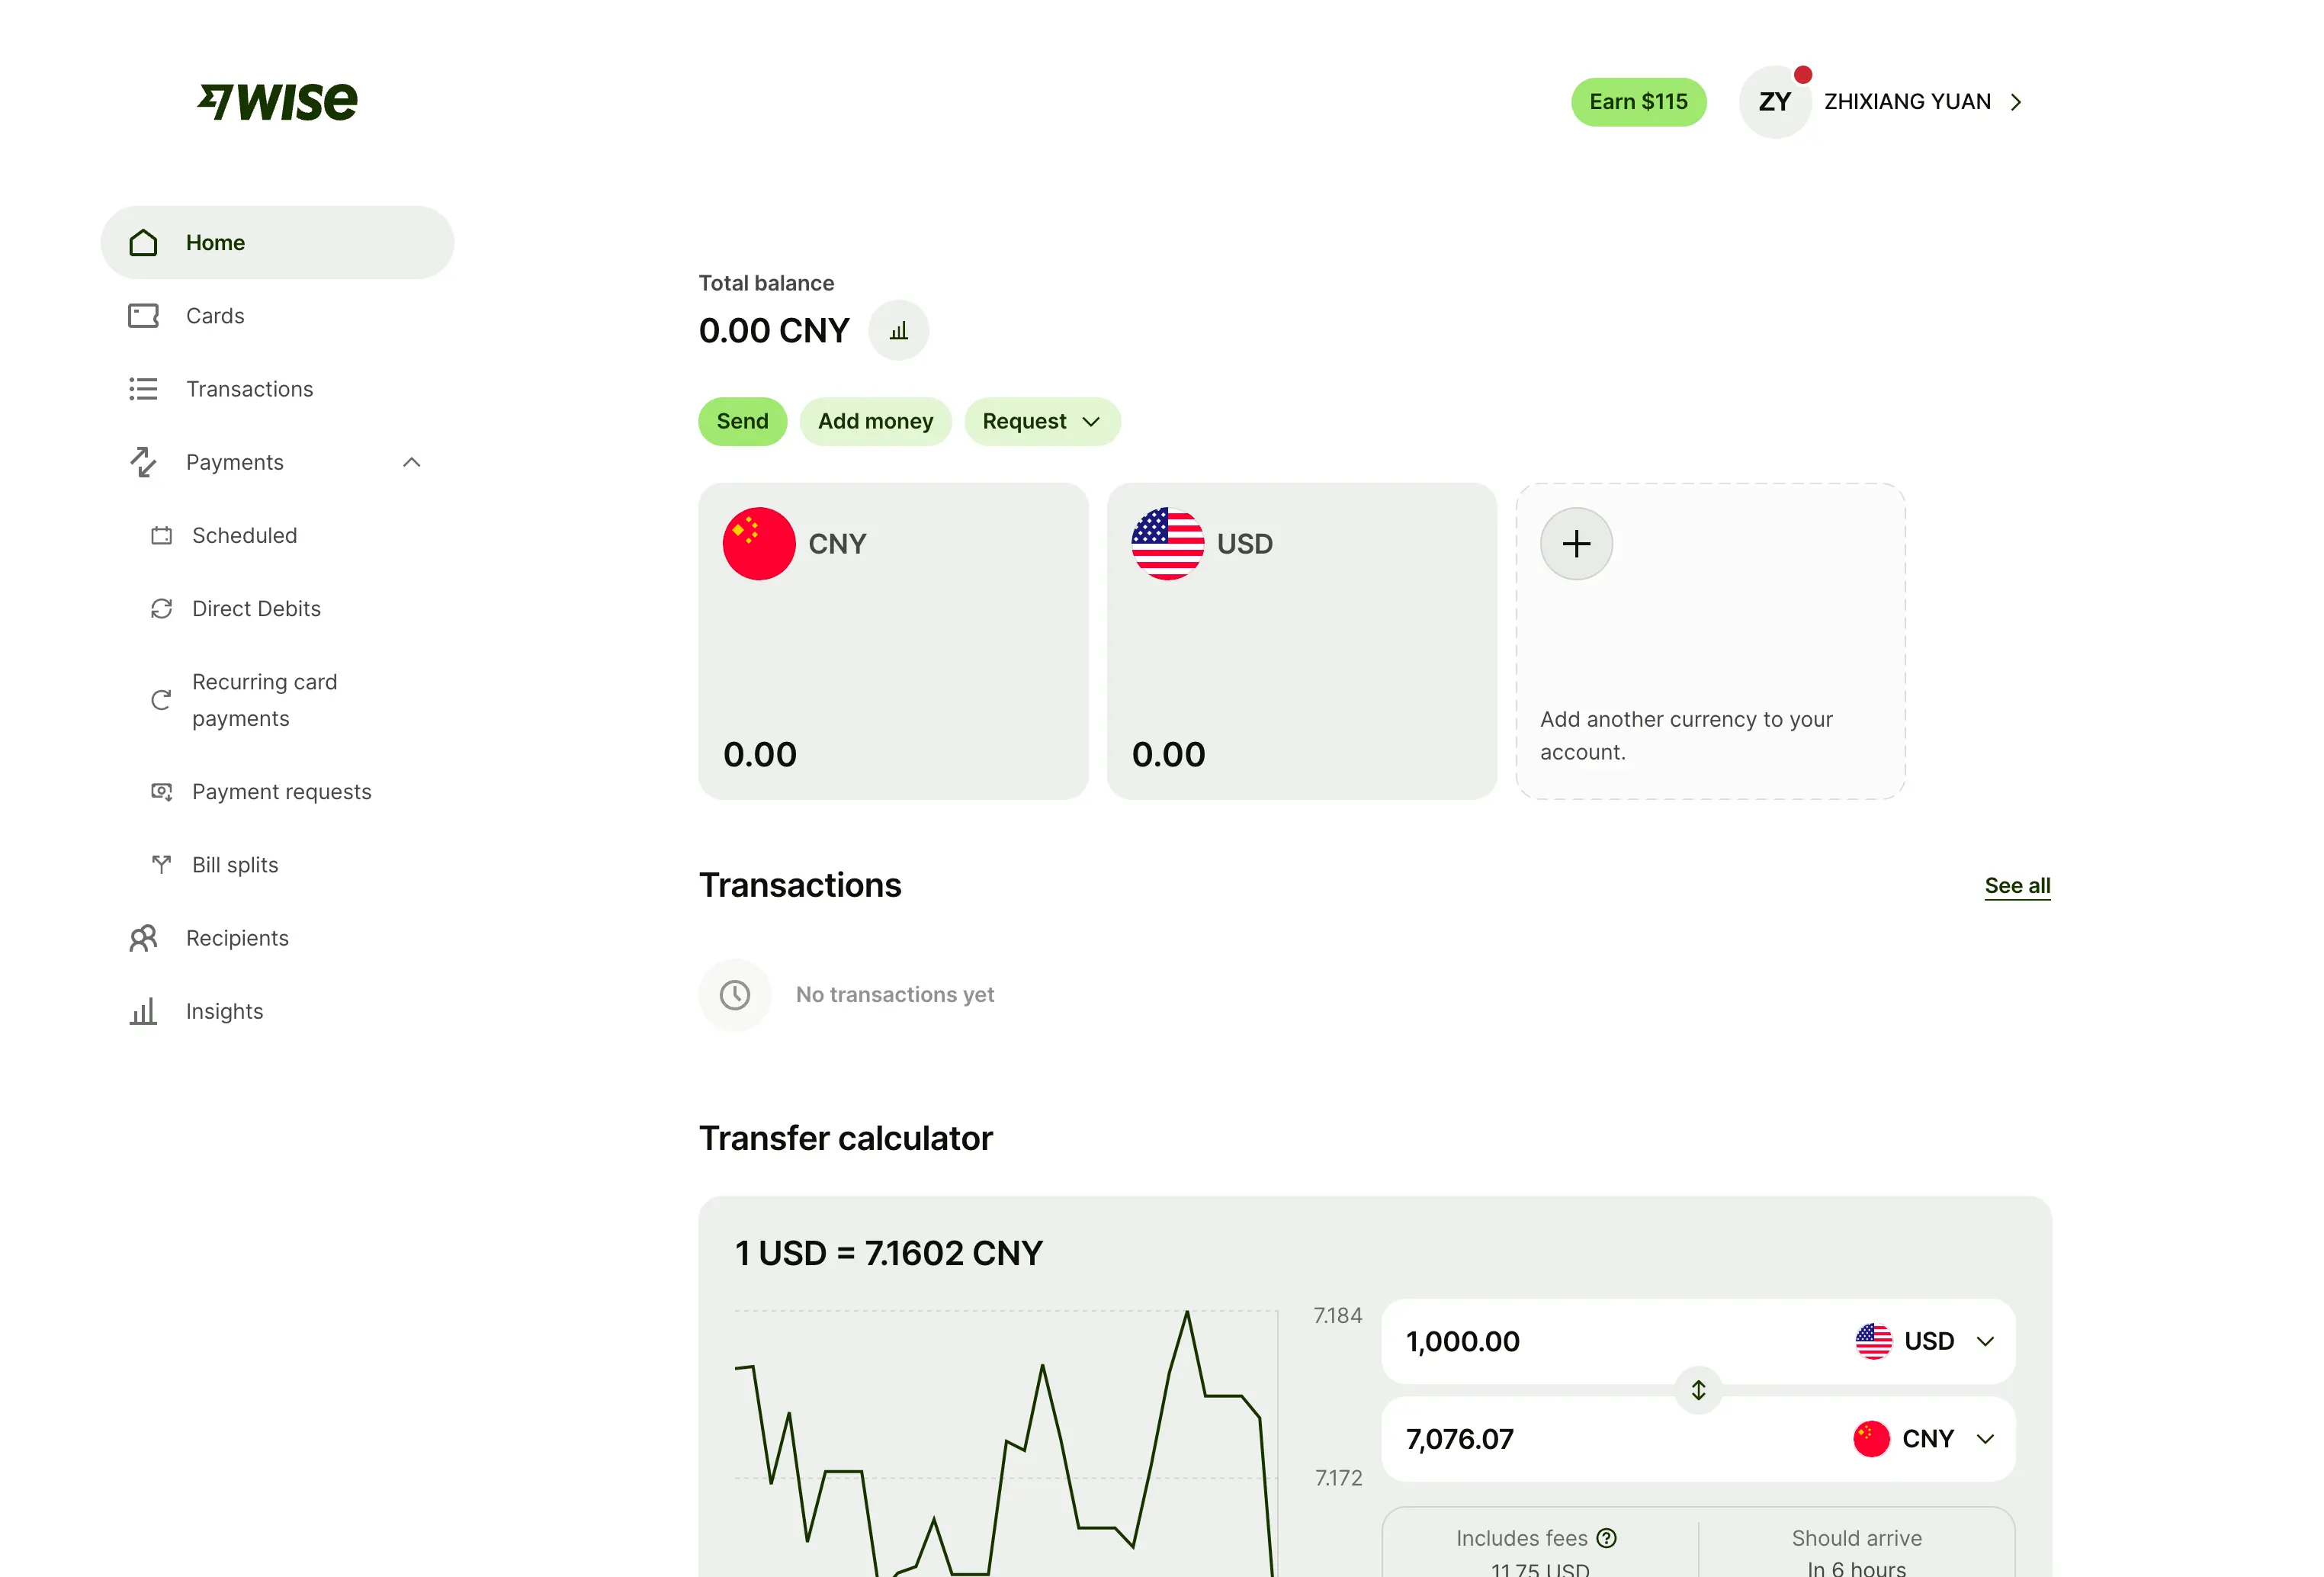 WISE
Earn $115
ZY
ZHIXIANG YUAN
Home
Cards
Transactions
Payments
Scheduled
Direct Debits
Recurring card
payments
Payment requests
Bill splits
Recipients
Insights
Total balance
0.00 CNY
Send
Add money
Request
CNY
0.00
USD
0.00
Add another currency to your
account.
Transactions
See all
No transactions yet
Transfer calculator
1 USD = 7.1602 CNY
7.184
7.172
1,000.00
USD
7,076.07
CNY
Includes fees
11.75 USD
Should arrive
In 6 hours